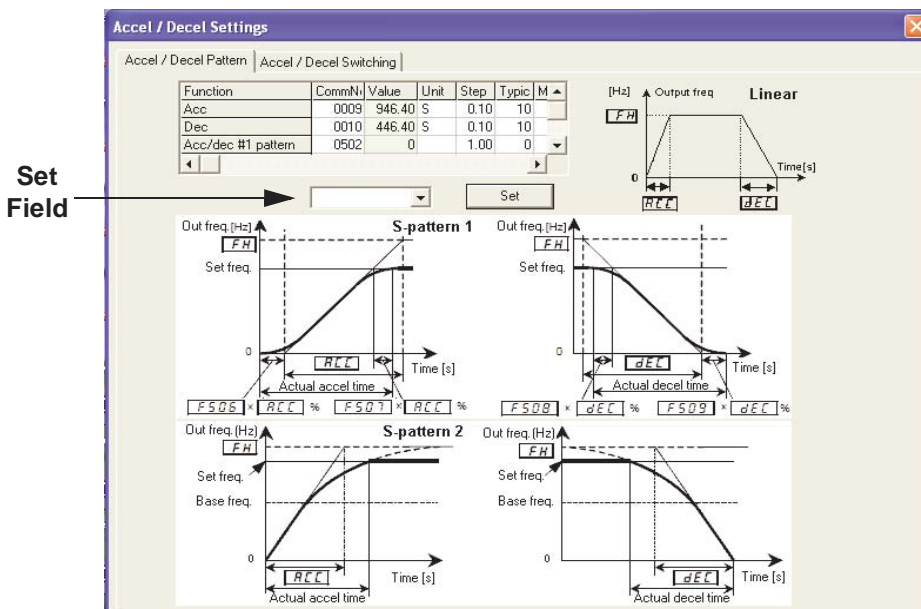 Accel / Decel Settings
Accel / Decel Pattern Accel / Decel Switching
Function CommN Value Unit Step Typic M
Acc 0009 946.40 S 0.10 10
Dec 0010 446.40 S 0.10 10
Acc/dec #1 pattern 0502 0 1.00 0
[Hz] Output freq Linear
FH
0
Time[s]
ACC dEC
Set
Field
Set
Out freq.[Hz] S-pattern 1
FH
Set freq.
0
ACC
Time [s]
Actual accel time
F506 × ACC % F507 × ACC %
Out freq.[Hz]
FH
Set freq.
0
dEC
Time [s]
Actual decel time
F508 × dEC % F509 × dEC %
Out freq.(Hz) S-pattern 2
FH
Set freq.
Base freq.
0
ACC
Time [s]
Actual accel time
Out freq.(Hz)
FH
Set freq.
Base freq.
0
dEC
Time [s]
Actual decel time